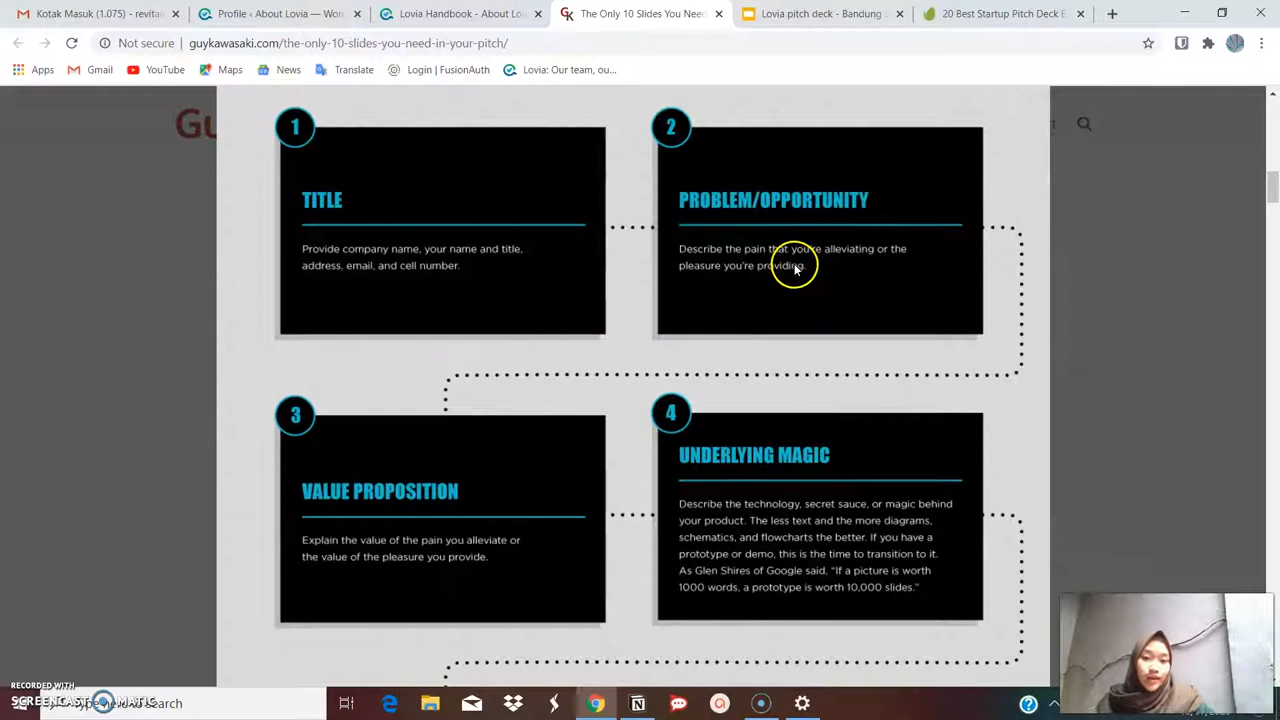 Kotak Masuk (1.075) - revita
Profile ‹ About Lovia — Wor
Lovia Handbook - About Lo
The Only 10 Slides You Need
Lovia pitch deck - Bandung
20 Best Startup Pitch Deck E
Not secure
guykawasaki.com/the-only-10-slides-you-need-in-your-pitch/
Apps
Gmail
YouTube
Maps
News
Translate
Login | FusionAuth
Lovia: Our team, ou...
1
TITLE
Provide company name, your name and title,
address, email, and cell number.
2
PROBLEM/OPPORTUNITY
Describe the pain that you're alleviating or the
pleasure you're providing.
3
VALUE PROPOSITION
Explain the value of the pain you alleviate or
the value of the pleasure you provide.
4
UNDERLYING MAGIC
Describe the technology, secret sauce, or magic behind
your product. The less text and the more diagrams,
schematics, and flowcharts the better. If you have a
prototype or demo, this is the time to transition to it.
As Glen Shires of Google said, "If a picture is worth
1000 words, a prototype is worth 10,000 slides."
RECORDED WITH
SCREENCAST MATIC
search